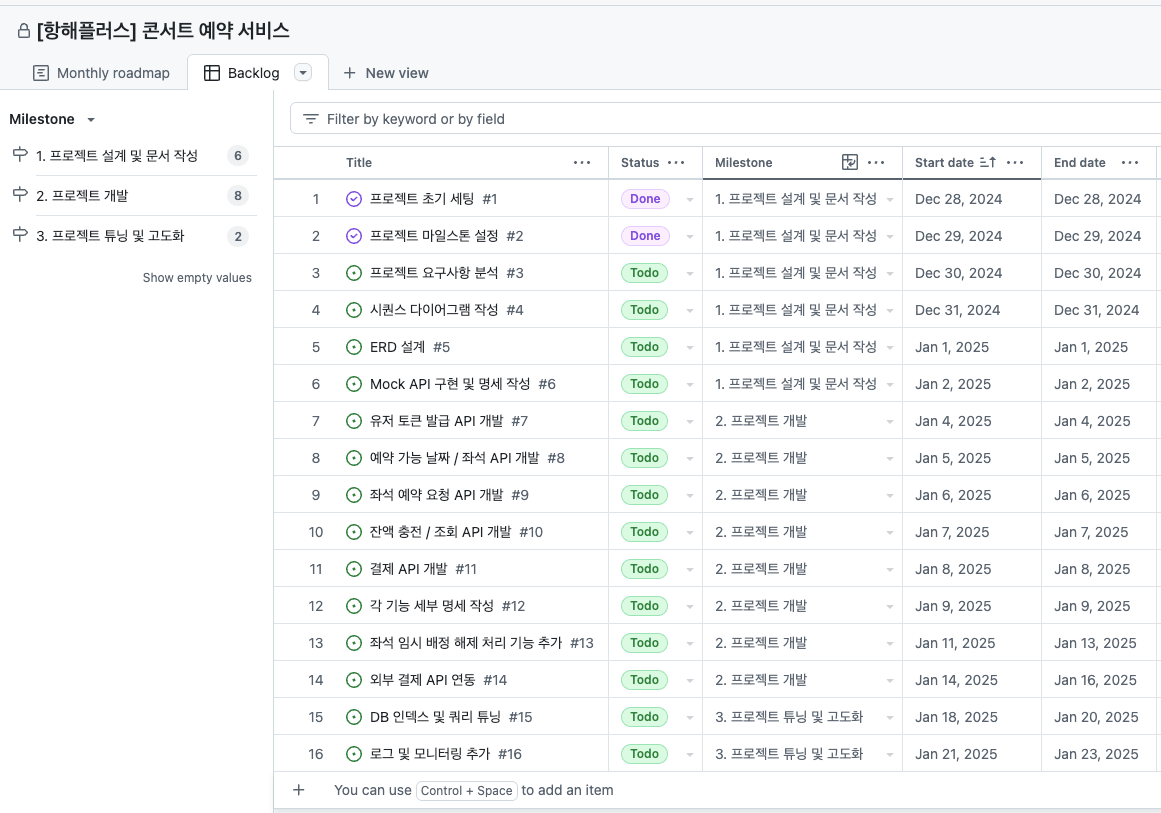 [항해플러스] 콘서트 예약 서비스
Monthly roadmap Backlog New view
Milestone
1. 프로젝트 설계 및 문서 작성 6
2. 프로젝트 개발 8
3. 프로젝트 튜닝 및 고도화 2
Show empty values
Filter by keyword or by field
Title Status Milestone Start date End date
1 프로젝트 초기 세팅 #1 Done 1. 프로젝트 설계 및 문서 작성 Dec 28, 2024 Dec 28, 2024
2 프로젝트 마일스톤 설정 #2 Done 1. 프로젝트 설계 및 문서 작성 Dec 29, 2024 Dec 29, 2024
3 프로젝트 요구사항 분석 #3 Todo 1. 프로젝트 설계 및 문서 작성 Dec 30, 2024 Dec 30, 2024
4 시퀀스 다이어그램 작성 #4 Todo 1. 프로젝트 설계 및 문서 작성 Dec 31, 2024 Dec 31, 2024
5 ERD 설계 #5 Todo 1. 프로젝트 설계 및 문서 작성 Jan 1, 2025 Jan 1, 2025
6 Mock API 구현 및 명세 작성 #6 Todo 1. 프로젝트 설계 및 문서 작성 Jan 2, 2025 Jan 2, 2025
7 유저 토큰 발급 API 개발 #7 Todo 2. 프로젝트 개발 Jan 4, 2025 Jan 4, 2025
8 예약 가능 날짜 / 좌석 API 개발 #8 Todo 2. 프로젝트 개발 Jan 5, 2025 Jan 5, 2025
9 좌석 예약 요청 API 개발 #9 Todo 2. 프로젝트 개발 Jan 6, 2025 Jan 6, 2025
10 잔액 충전 / 조회 API 개발 #10 Todo 2. 프로젝트 개발 Jan 7, 2025 Jan 7, 2025
11 결제 API 개발 #11 Todo 2. 프로젝트 개발 Jan 8, 2025 Jan 8, 2025
12 각 기능 세부 명세 작성 #12 Todo 2. 프로젝트 개발 Jan 9, 2025 Jan 9, 2025
13 좌석 임시 배정 해제 처리 기능 추가 #13 Todo 2. 프로젝트 개발 Jan 11, 2025 Jan 13, 2025
14 외부 결제 API 연동 #14 Todo 2. 프로젝트 개발 Jan 14, 2025 Jan 16, 2025
15 DB 인덱스 및 쿼리 튜닝 #15 Todo 3. 프로젝트 튜닝 및 고도화 Jan 18, 2025 Jan 20, 2025
16 로그 및 모니터링 추가 #16 Todo 3. 프로젝트 튜닝 및 고도화 Jan 21, 2025 Jan 23, 2025
You can use Control + Space to add an item